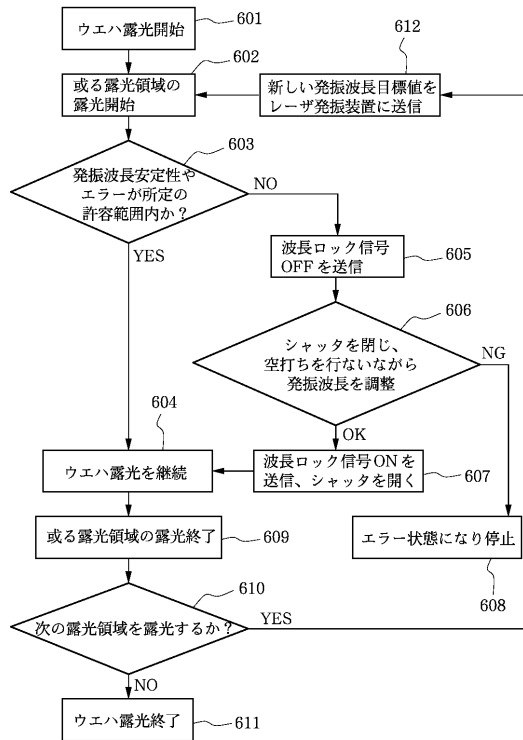 ウエハ露光開始
601
602
612
或る露光領域の
露光開始
新しい発振波長目標値を
レーザ発振装置に送信
603
発振波長安定性や
エラーが所定の
許容範囲内か？
NO
YES
波長ロック信号
OFFを送信
605
606
シャッタを閉じ、
空打ちを行ないながら
発振波長を調整
NG
OK
604
ウエハ露光を継続
波長ロック信号ONを
送信、シャッタを開く
607
或る露光領域の露光終了
609
エラー状態になり停止
608
610
次の露光領域を露光するか？
YES
NO
ウエハ露光終了
611